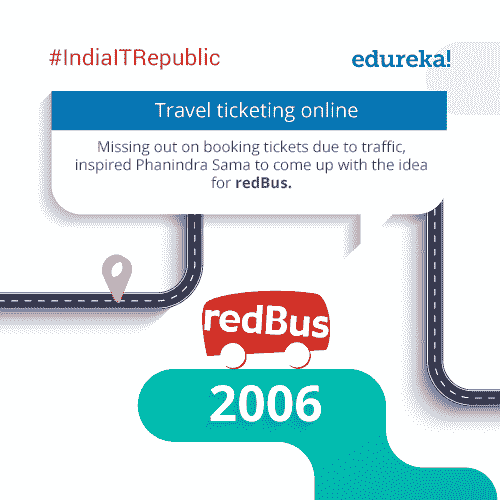 #IndiaITRepublic
edureka!
Travel ticketing online
Missing out on booking tickets due to traffic,
inspired Phanindra Sama to come up with the idea
for redBus.
redBus
2006